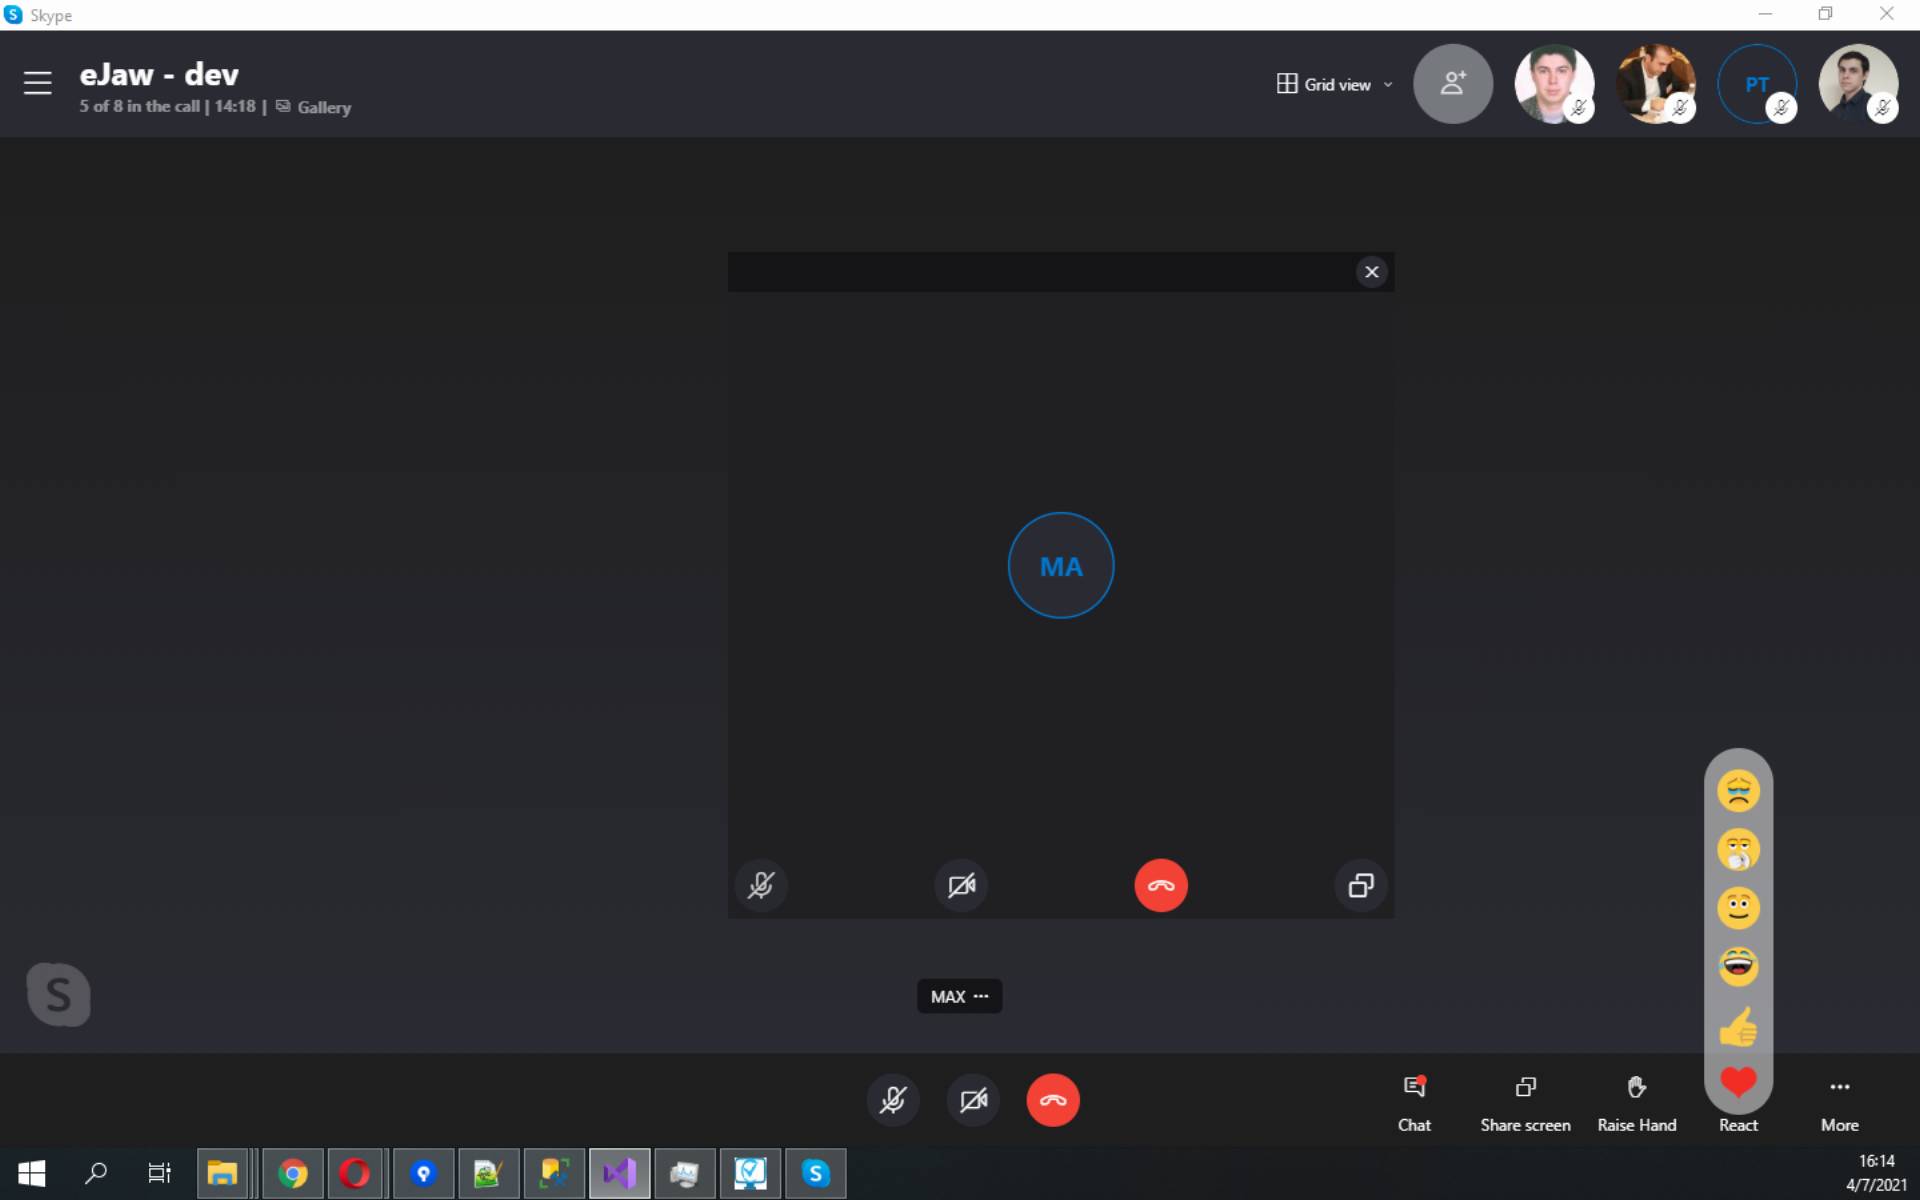 Skype
eJaw - dev
5 of 8 in the call | 14:18 | Gallery
Grid view
PT
MA
MAX ···
Chat
Share screen
Raise Hand
React
More
16:14
4/7/2021